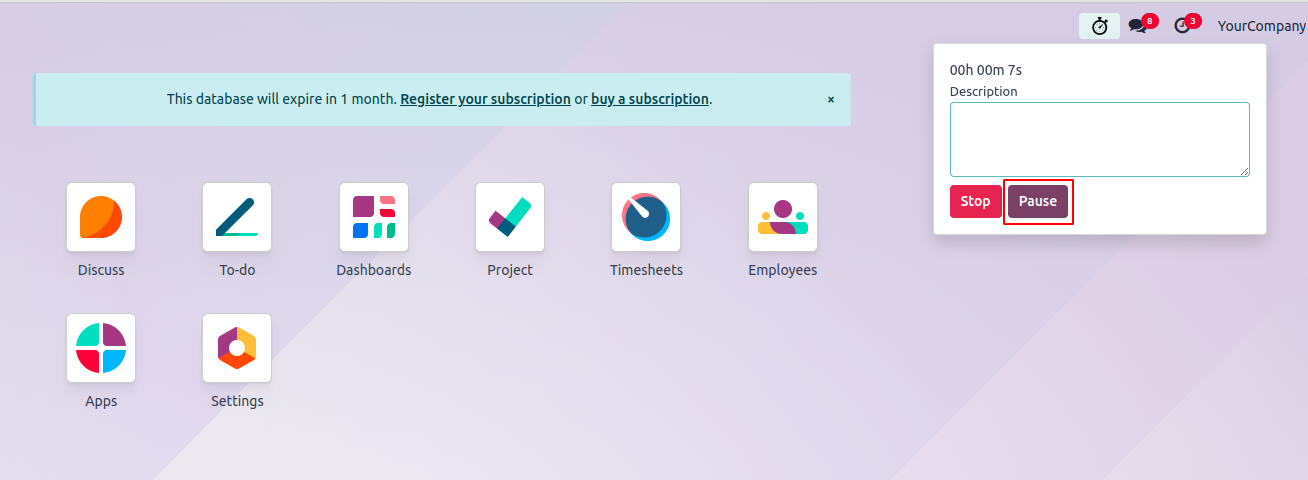 8
3
YourCompany
00h 00m 7s
Description
Stop
Pause
This database will expire in 1 month. Register your subscription or buy a subscription.
×
Discuss
To-do
Dashboards
Project
Timesheets
Employees
Apps
Settings